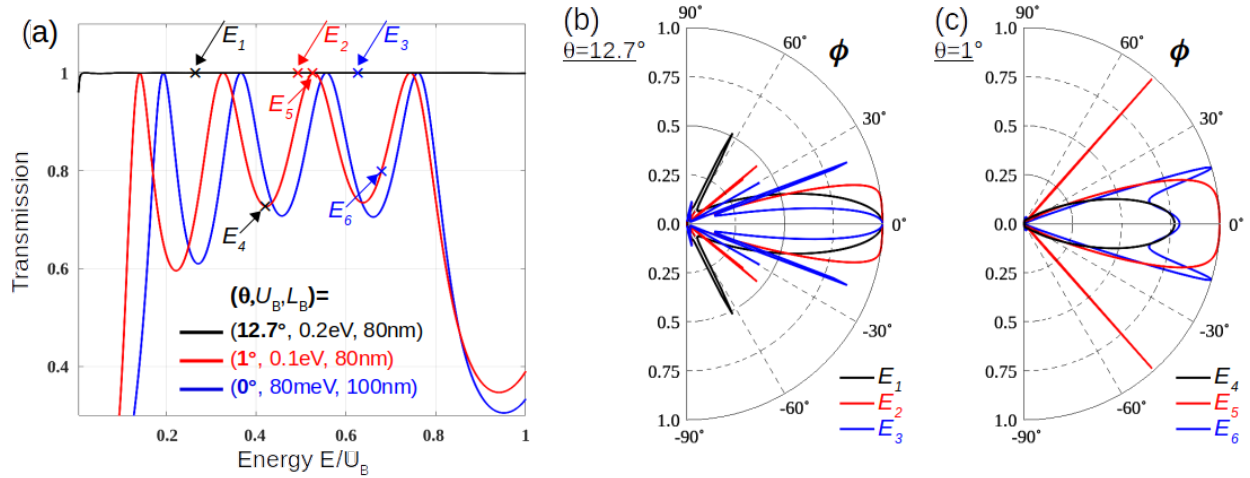 (a)
Transmission
1
0.8
0.6
0.4
E1
E2
E3
E5
E4
E6
(θ,UB,LB)=
(12.7°, 0.2eV, 80nm)
(1°, 0.1eV, 80nm)
(0°, 80meV, 100nm)
0.2 0.4 0.6 0.8 1
Energy E/UB
(b)
θ=12.7°
90°
60°
ϕ
30°
0°
-30°
-60°
-90°
1.0
0.75
0.5
0.25
0.0
0.25
0.5
0.75
1.0
E1
E2
E3
(c)
θ=1°
90°
60°
ϕ
30°
0°
-30°
-60°
-90°
1.0
0.75
0.5
0.25
0.0
0.25
0.5
0.75
1.0
E4
E5
E6